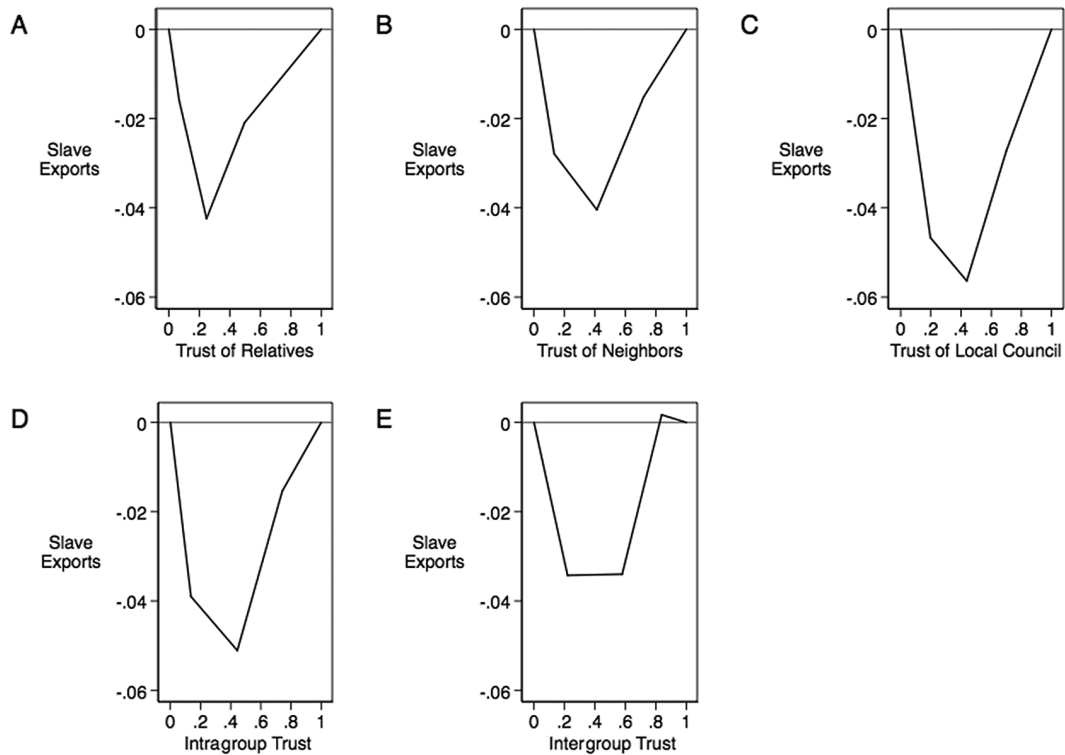 A
0
-.02
-.04
-.06
Slave
Exports
0 .2 .4 .6 .8 1
Trust of Relatives
B
0
-.02
-.04
-.06
Slave
Exports
0 .2 .4 .6 .8 1
Trust of Neighbors
C
0
-.02
-.04
-.06
Slave
Exports
0 .2 .4 .6 .8 1
Trust of Local Council
D
0
-.02
-.04
-.06
Slave
Exports
0 .2 .4 .6 .8 1
Intragroup Trust
E
0
-.02
-.04
-.06
Slave
Exports
0 .2 .4 .6 .8 1
Intergroup Trust